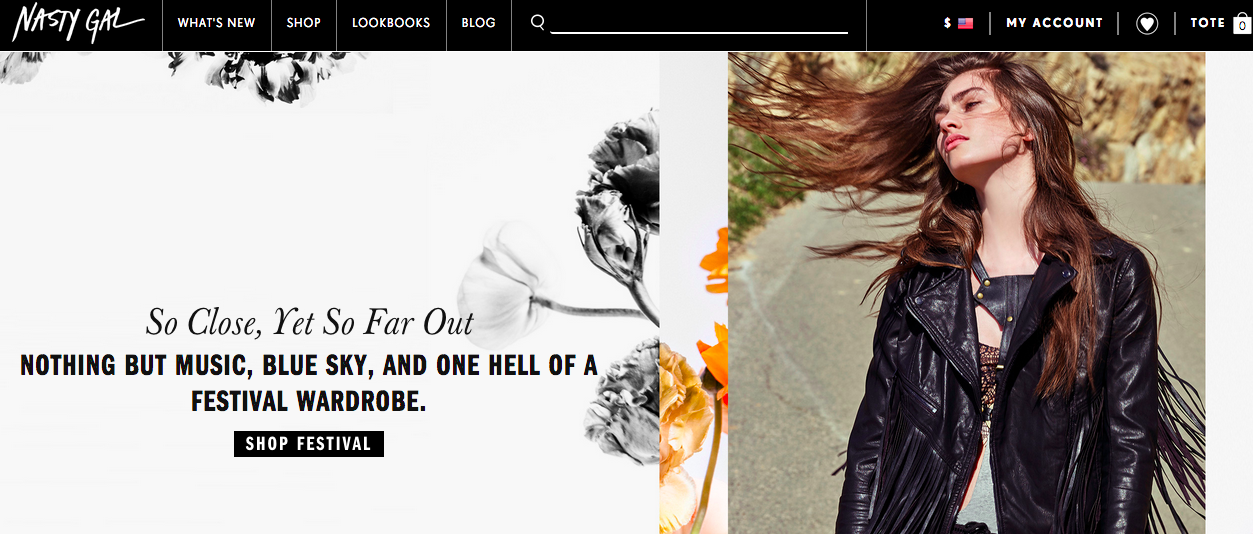 NASTY GAL
WHAT'S NEW
SHOP
LOOKBOOKS
BLOG
$
MY ACCOUNT
TOTE
0
So Close, Yet So Far Out
NOTHING BUT MUSIC, BLUE SKY, AND ONE HELL OF A
FESTIVAL WARDROBE.
SHOP FESTIVAL